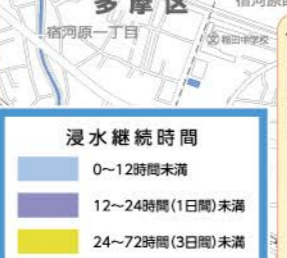 多摩区
宿河原一丁目
稲田中学校
浸水継続時間
0～12時間未満
12～24時間(1日間)未満
24～72時間(3日間)未満